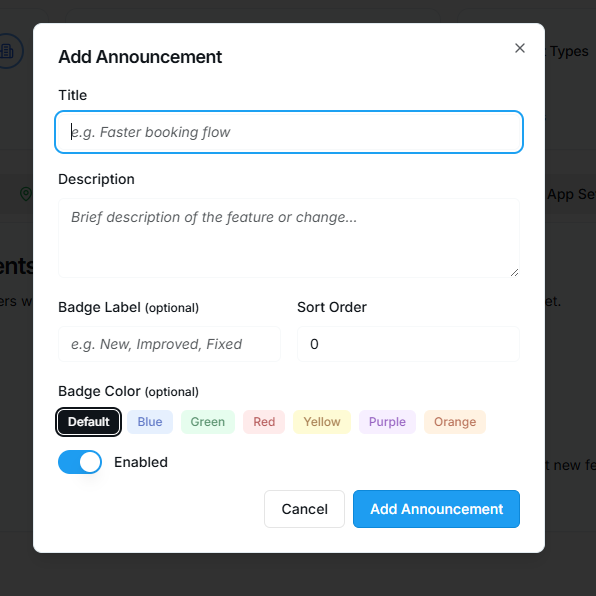 Add Announcement
Types
Title
e.g. Faster booking flow
Description
App Se
Brief description of the feature or change...
ents
ers w
et.
Badge Label (optional) Sort Order
e.g. New, Improved, Fixed 0
Badge Color (optional)
Default Blue Green Red Yellow Purple Orange
Enabled
t new fe
Cancel Add Announcement